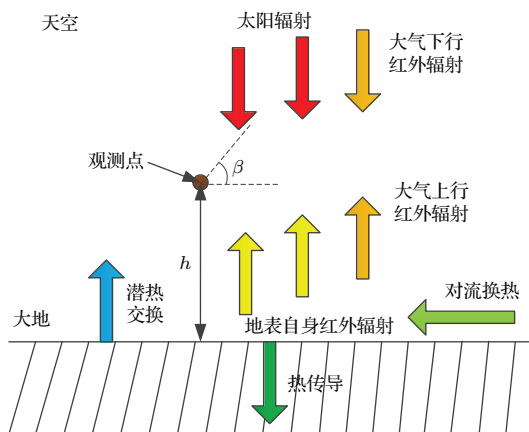 天空
太阳辐射
大气下行
红外辐射
观测点
β
大气上行
红外辐射
h
潜热
交换
对流换热
大地
地表自身红外辐射
热传导